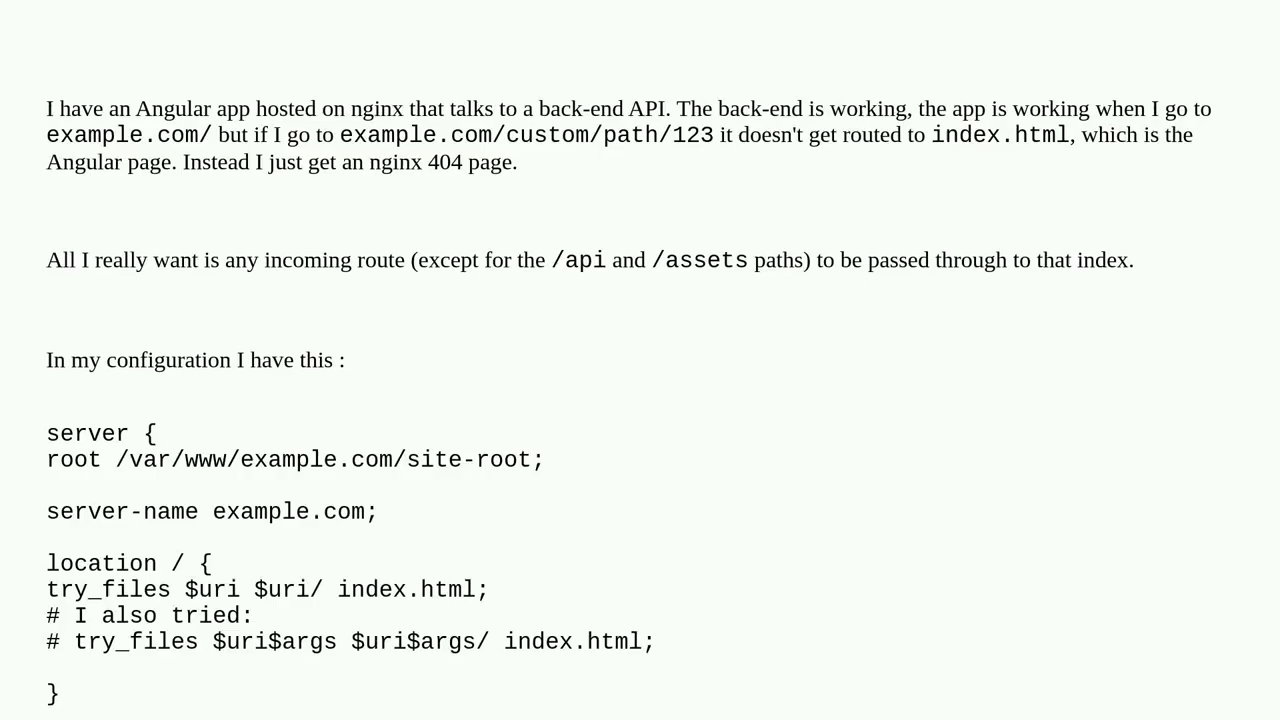 I have an Angular app hosted on nginx that talks to a back-end API. The back-end is working, the app is working when I go to
example.com/ but if I go to example.com/custom/path/123 it doesn't get routed to index.html, which is the
Angular page. Instead I just get an nginx 404 page.
All I really want is any incoming route (except for the /api and /assets paths) to be passed through to that index.
In my configuration I have this :
server {
root /var/www/example.com/site-root;
server-name example.com;
location / {
try_files $uri $uri/ index.html;
# I also tried:
# try_files $uri$args $uri$args/ index.html;
}